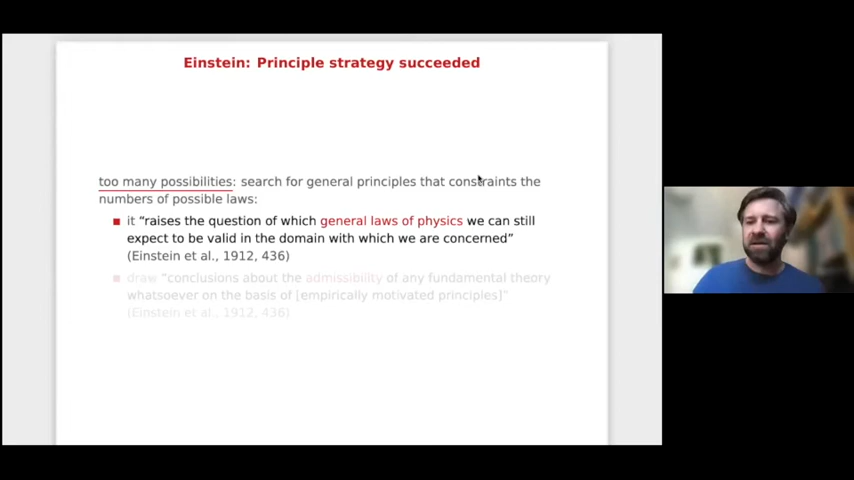 Einstein: Principle strategy succeeded
too many possibilities: search for general principles that constraints the
numbers of possible laws:
it “raises the question of which general laws of physics we can still
expect to be valid in the domain with which we are concerned”
(Einstein et al., 1912, 436)
draw “conclusions about the admissibility of any fundamental theory
whatsoever on the basis of [empirically motivated principles]”
(Einstein et al., 1912, 436)